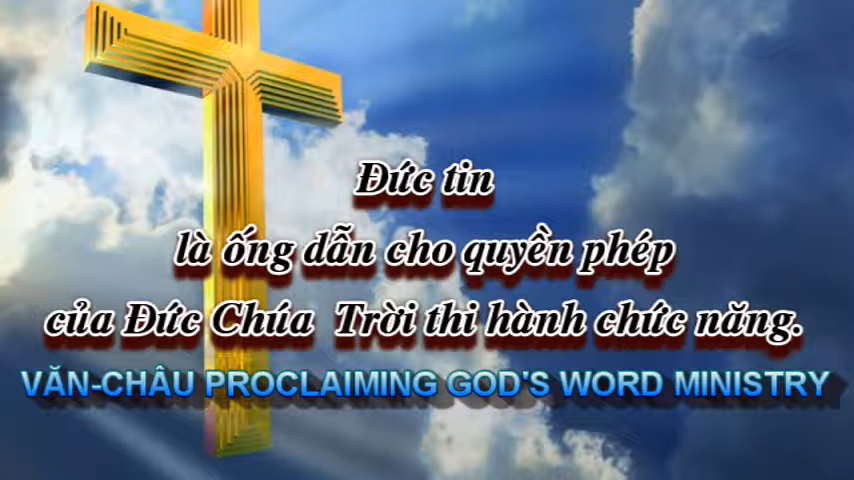 Đức tin
là ống dẫn cho quyền phép
của Đức Chúa Trời thi hành chức năng.
VĂN-CHÂU PROCLAIMING GOD'S WORD MINISTRY